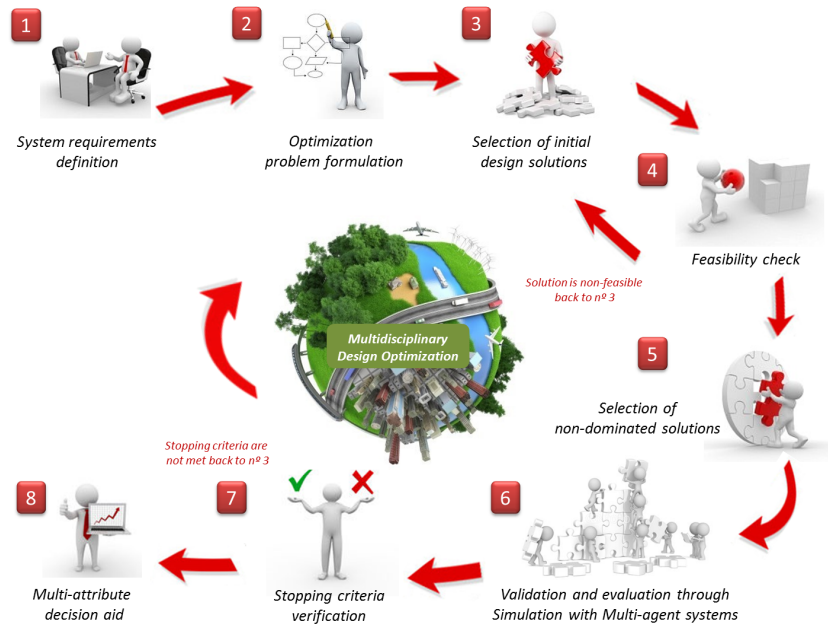 1
System requirements
definition
2
Optimization
problem formulation
3
Selection of initial
design solutions
4
Feasibility check
Solution is non-feasible
back to nº 3
5
Selection of
non-dominated solutions
Multidisciplinary
Design Optimization
Stopping criteria are
not met back to nº 3
6
Validation and evaluation through
Simulation with Multi-agent systems
7
Stopping criteria
verification
8
Multi-attribute
decision aid